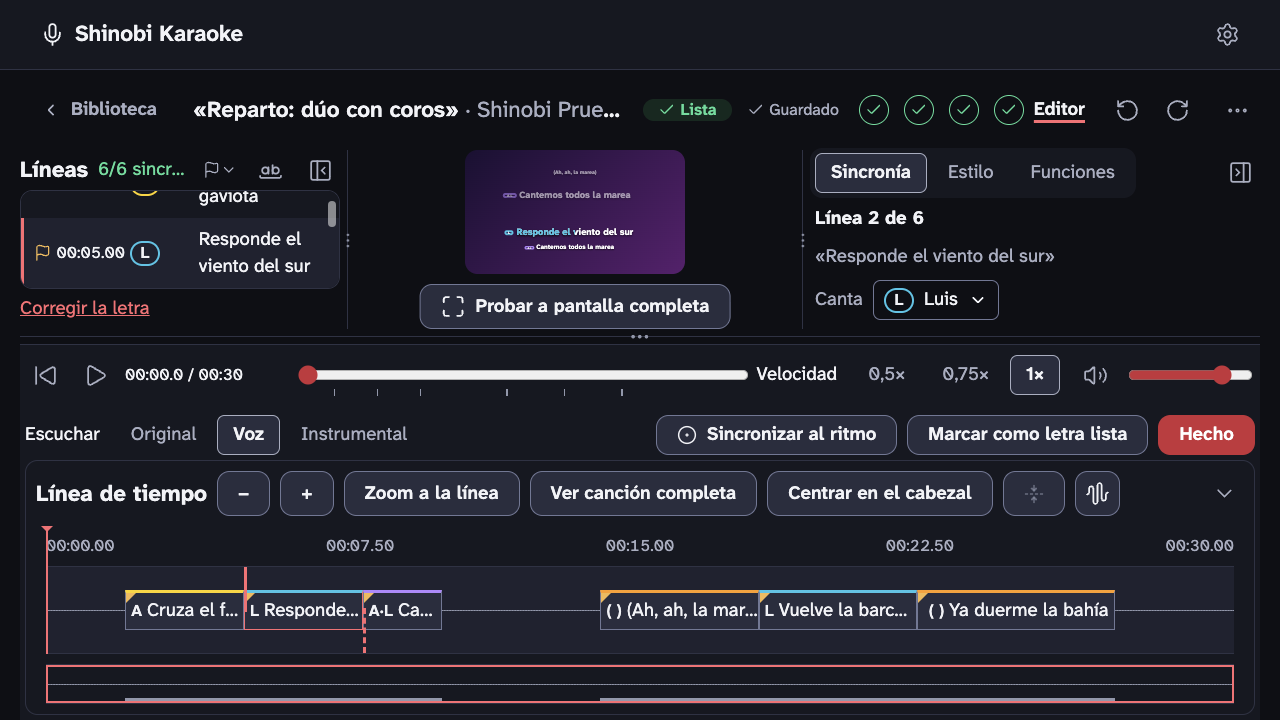 Shinobi Karaoke
Biblioteca
«Reparto: dúo con coros» · Shinobi Prue...
Lista
Guardado
Editor
Líneas 6/6 sincr...
ab
gaviota
00:05.00 L Responde el
viento del sur
Corregir la letra
(Ah, ah, la marea)
Cantemos todos la marea
Responde el viento del sur
Cantemos todos la marea
Probar a pantalla completa
Sincronía Estilo Funciones
Línea 2 de 6
«Responde el viento del sur»
Canta L Luis
00:00.0 / 00:30
Velocidad 0,5× 0,75× 1×
Escuchar Original Voz Instrumental
Sincronizar al ritmo Marcar como letra lista Hecho
Línea de tiempo − + Zoom a la línea Ver canción completa Centrar en el cabezal
00:00.00 00:07.50 00:15.00 00:22.50 00:30.00
A Cruza el f... L Responde... A·L Ca... ( ) (Ah, ah, la mar... L Vuelve la barc... ( ) Ya duerme la bahía